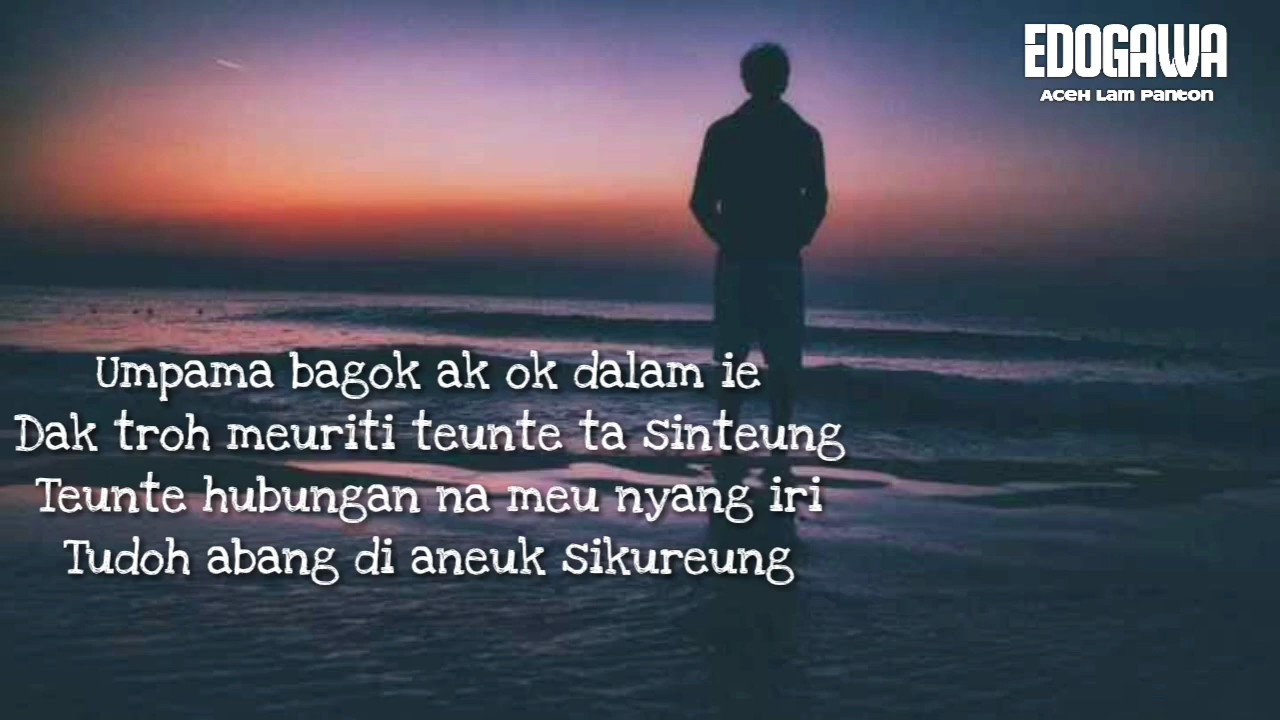 EDOGAWA
Aceh Lam Panton
Umpama bagok ak ok dalam ie
Dak troh meuriti teunte ta sinteung
Teunte hubungan na meu nyang iri
Tudoh abang di aneuk sikureung